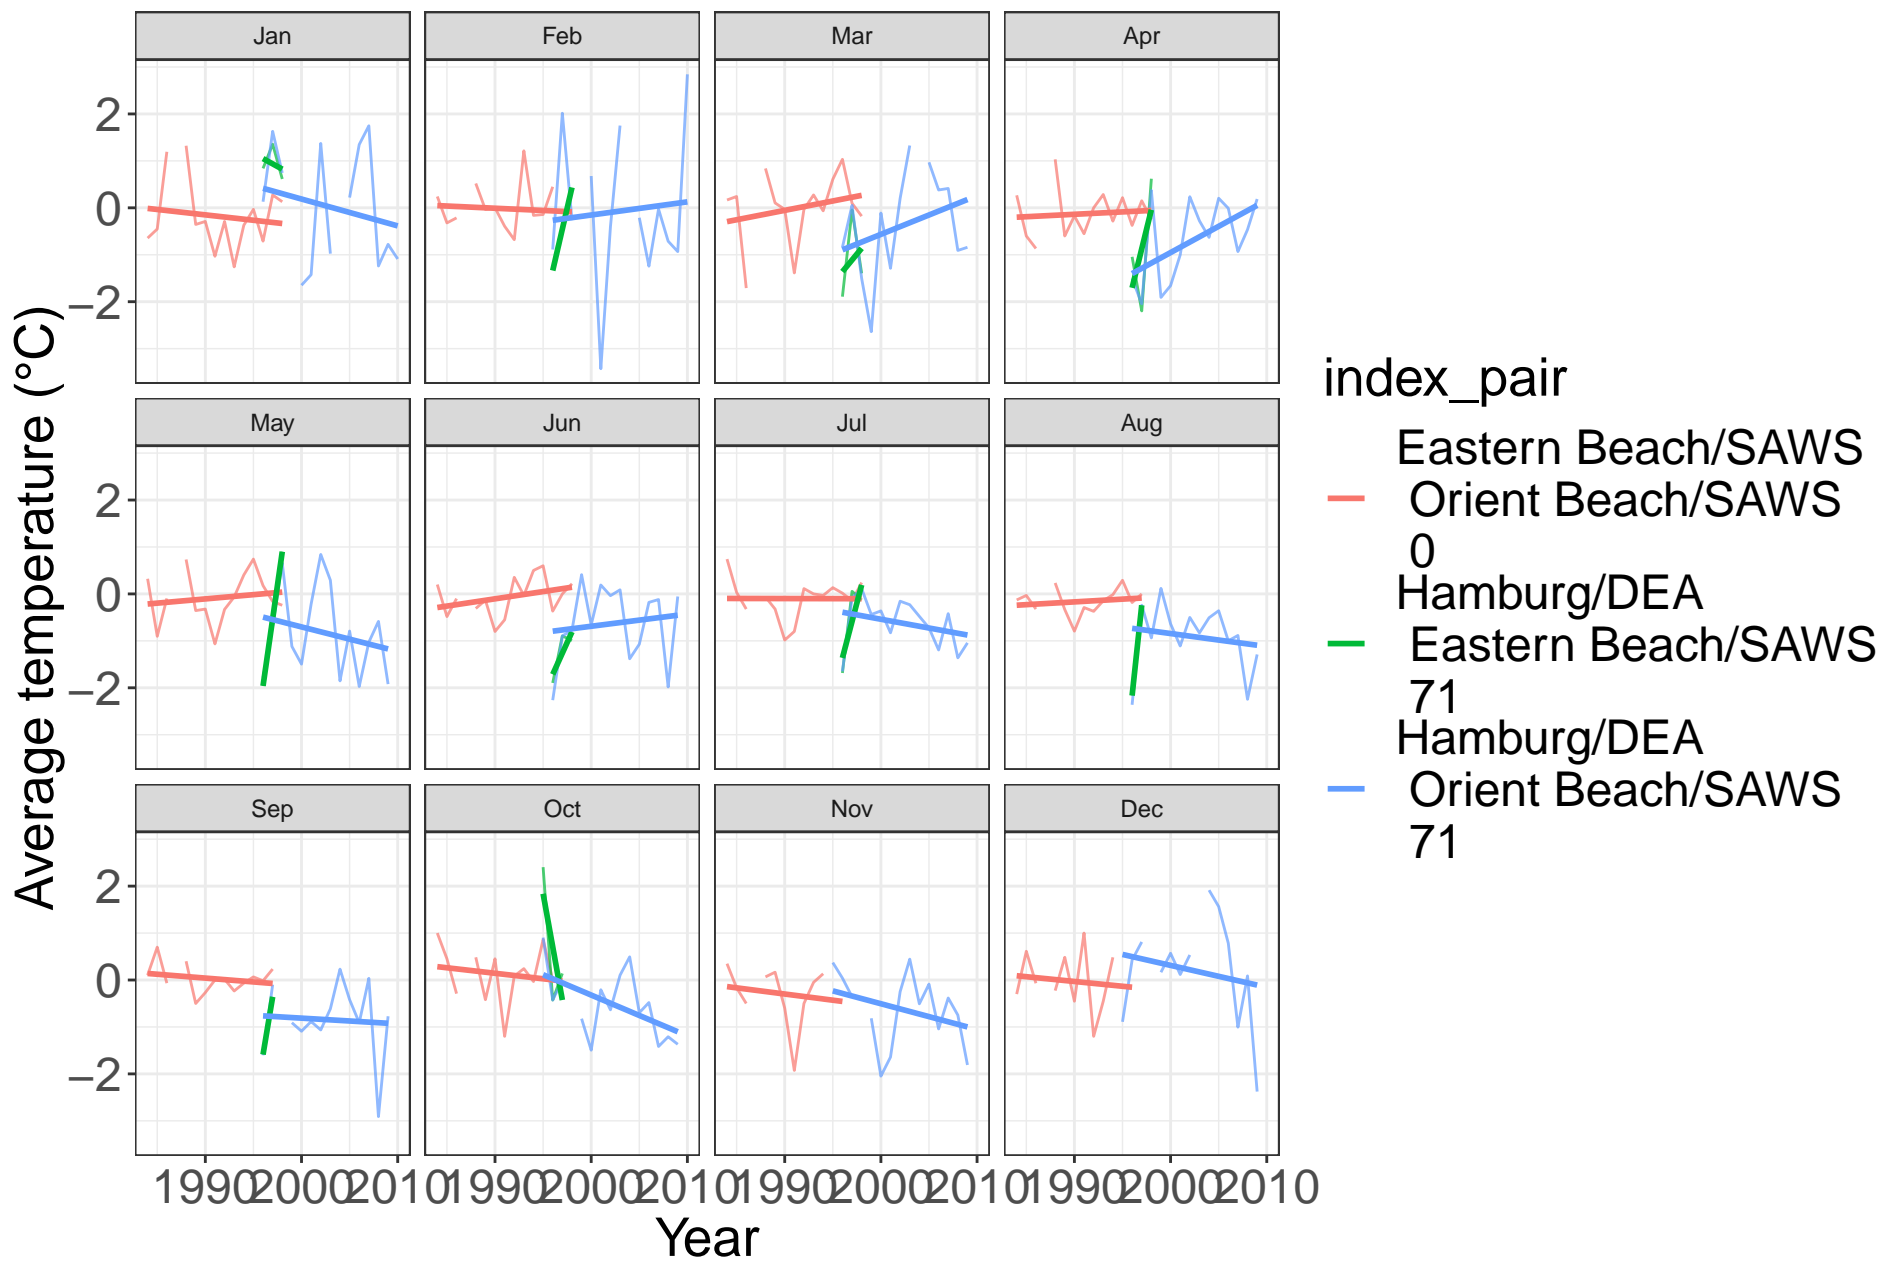 Jan Feb Mar Apr
2
0
−2
May Jun Jul Aug
2
0
−2
Sep Oct Nov Dec
2
0
−2
1990 2000 2010 1990 2000 2010 1990 2000 2010 1990 2000 2010
Year
Average temperature (°C)
index_pair
Eastern Beach/SAWS
Orient Beach/SAWS
0
Hamburg/DEA
Eastern Beach/SAWS
71
Hamburg/DEA
Orient Beach/SAWS
71